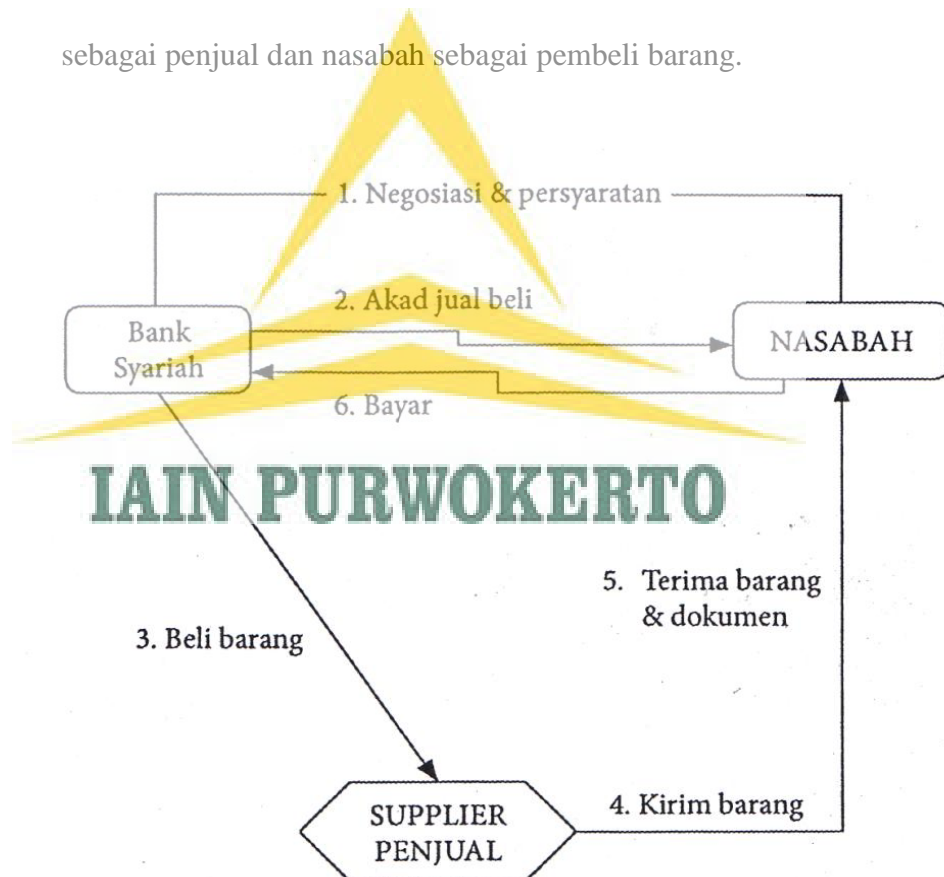 sebagai penjual dan nasabah sebagai pembeli barang.
1. Negosiasi & persyaratan
2. Akad jual beli
Bank
Syariah
NASABAH
6. Bayar
IAIN PURWOKERTO
5. Terima barang
& dokumen
3. Beli barang
4. Kirim barang
SUPPLIER
PENJUAL